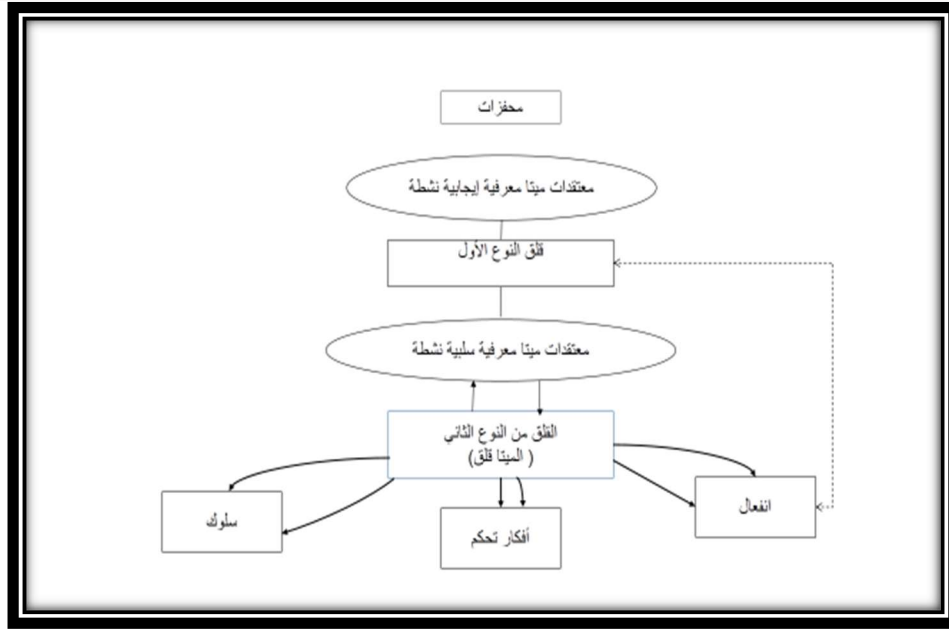 محفزات
معتقدات ميتا معرفية إيجابية نشطة
قلق النوع الأول
معتقدات ميتا معرفية سلبية نشطة
القلق من النوع الثاني
( الميتا قلق)
انفعال
أفكار تحكم
سلوك